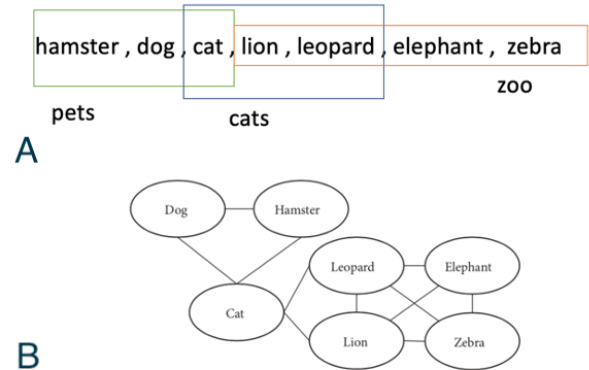 hamster , dog , cat , lion , leopard , elephant , zebra
zoo
pets
cats
A
Dog
Hamster
Leopard
Elephant
Cat
Lion
Zebra
B